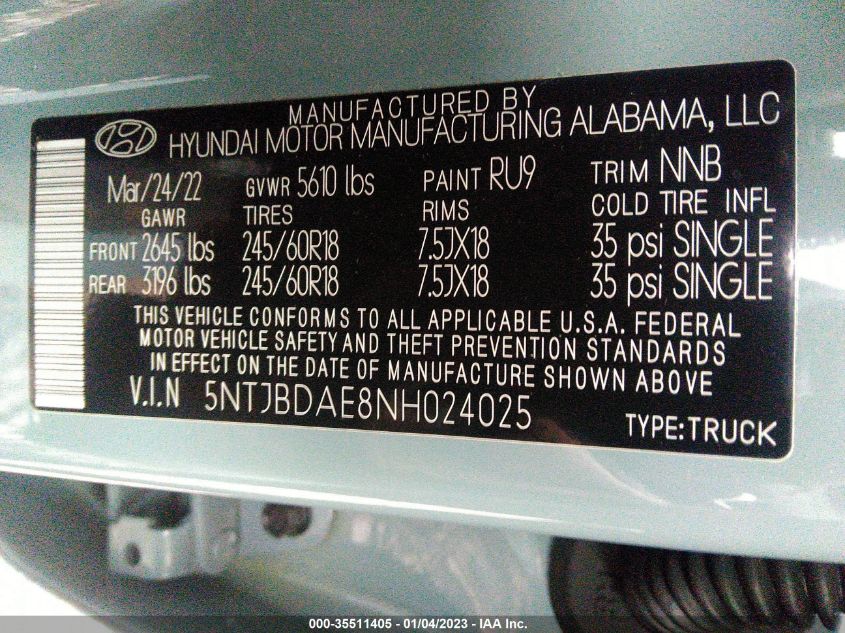 MANUFACTURED BY
HYUNDAI MOTOR MANUFACTURING ALABAMA, LLC
Mar/24/22 GVWR 5610 lbs PAINT RU9 TRIM NNB
GAWR TIRES RIMS COLD TIRE INFL
FRONT 2645 lbs 245/60R18 7.5JX18 35 psi SINGLE
REAR 3196 lbs 245/60R18 7.5JX18 35 psi SINGLE
THIS VEHICLE CONFORMS TO ALL APPLICABLE U.S.A. FEDERAL
MOTOR VEHICLE SAFETY AND THEFT PREVENTION STANDARDS
IN EFFECT ON THE DATE OF MANUFACTURE SHOWN ABOVE
V.I.N 5NTJBDAE8NH024025 TYPE:TRUCK
000-35511405 - 01/04/2023 - IAA Inc.